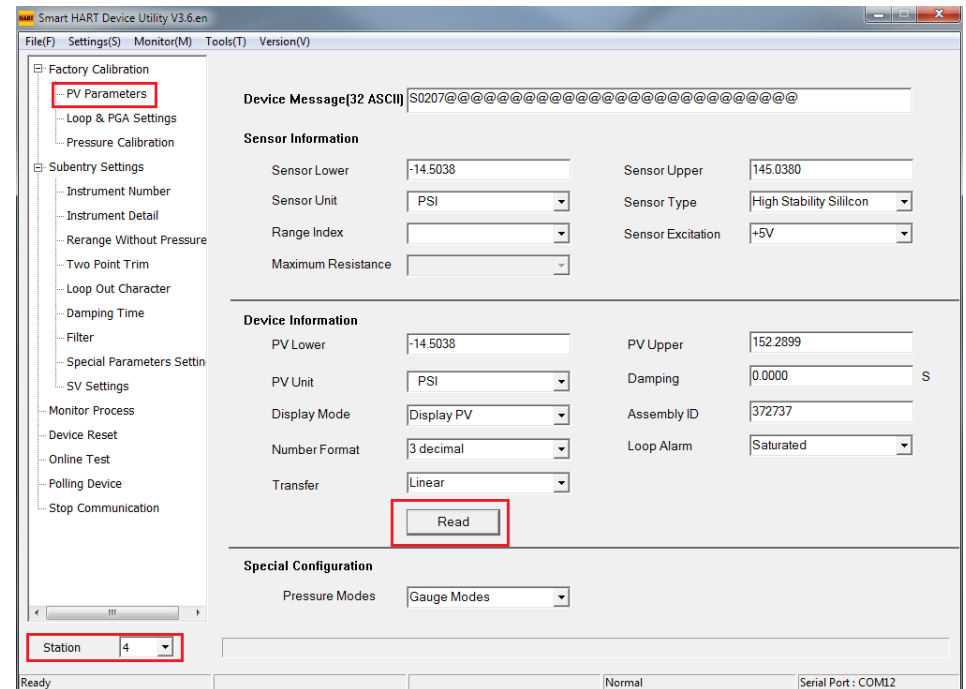 HART Smart HART Device Utility V3.6.en
File(F) Settings(S) Monitor(M) Tools(T) Version(V)
Factory Calibration
PV Parameters
Loop & PGA Settings
Pressure Calibration
Subentry Settings
Instrument Number
Instrument Detail
Rerange Without Pressure
Two Point Trim
Loop Out Character
Damping Time
Filter
Special Parameters Settin
SV Settings
Monitor Process
Device Reset
Online Test
Polling Device
Stop Communication
Station 4
Device Message(32 ASCII) S0207@@@@@@@@@@@@@@@@@@@@@@@@@@@
Sensor Information
Sensor Lower -14.5038 Sensor Upper 145.0380
Sensor Unit PSI Sensor Type High Stability Sililcon
Range Index Sensor Excitation +5V
Maximum Resistance
Device Information
PV Lower -14.5038 PV Upper 152.2899
PV Unit PSI Damping 0.0000 S
Display Mode Display PV Assembly ID 372737
Number Format 3 decimal Loop Alarm Saturated
Transfer Linear
Read
Special Configuration
Pressure Modes Gauge Modes
Ready Normal Serial Port : COM12